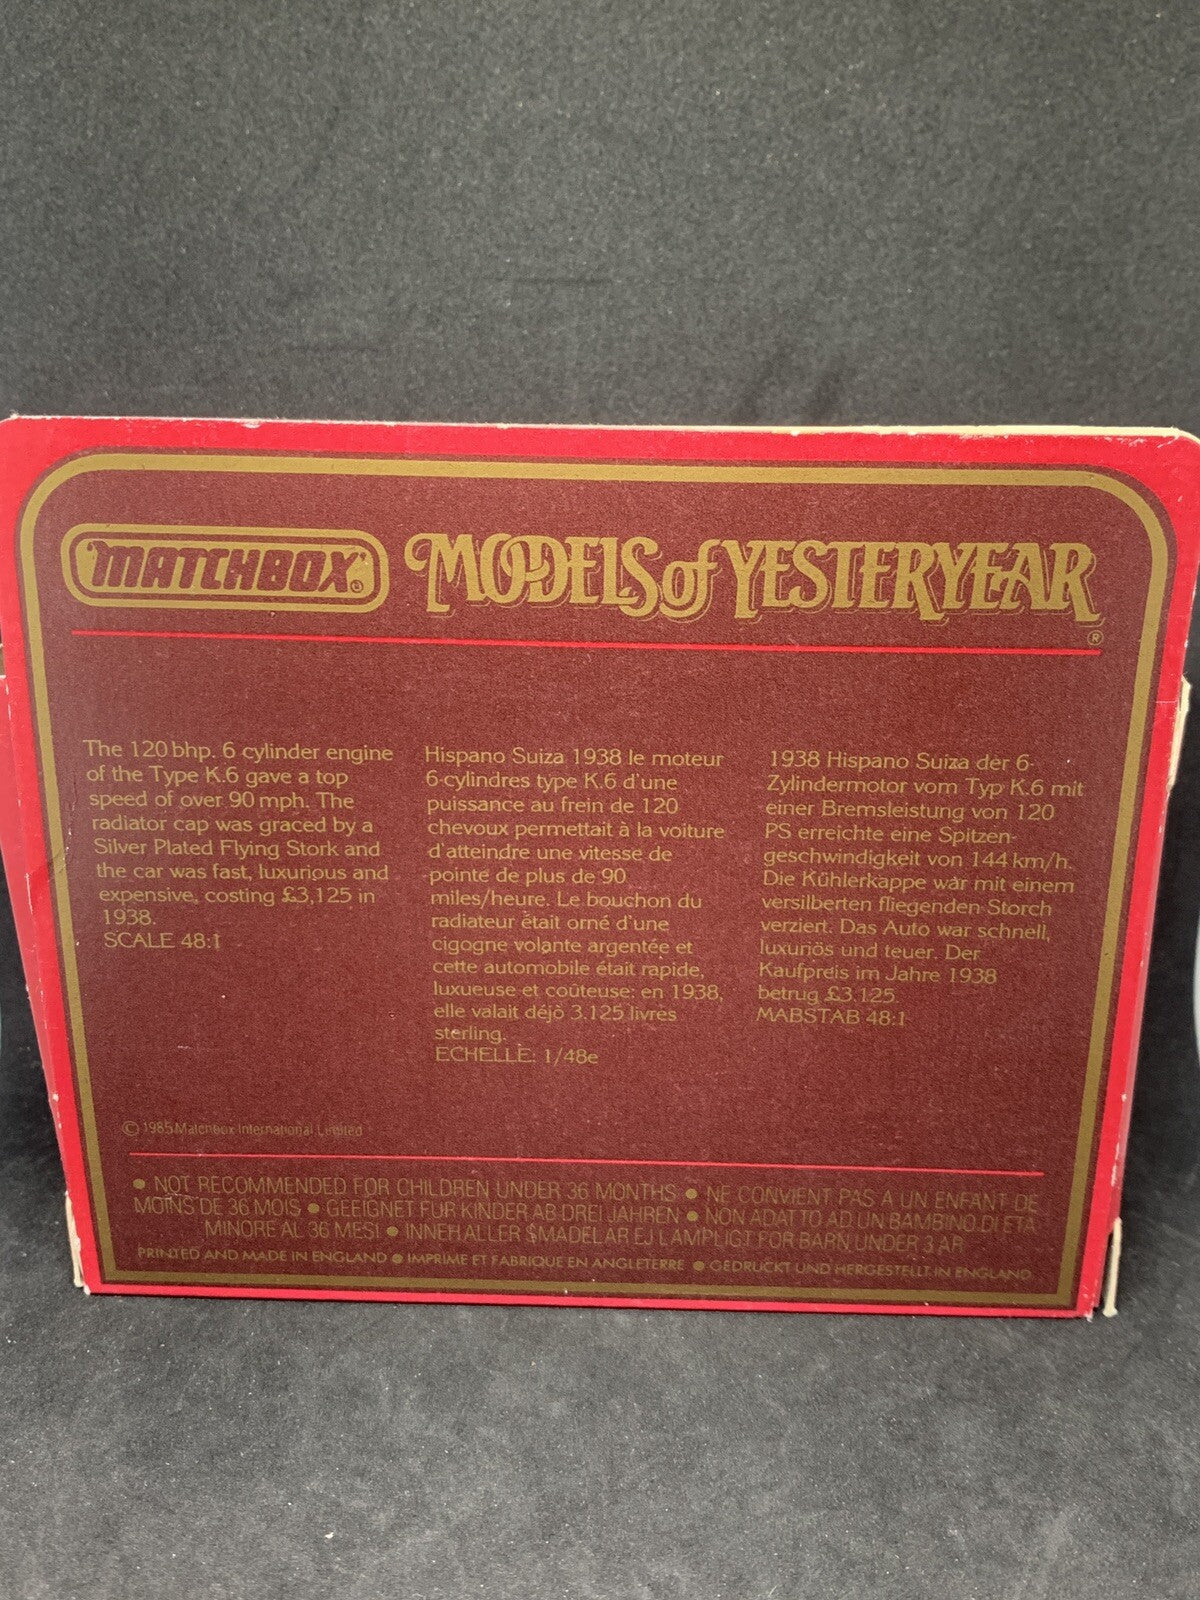 MATCHBOX ® MODELS of YESTERYEAR ®
The 120 bhp. 6 cylinder engine
of the Type K.6 gave a top
speed of over 90 mph. The
radiator cap was graced by a
Silver Plated Flying Stork and
the car was fast, luxurious and
expensive, costing £3,125 in
1938.
SCALE 48:1
Hispano Suiza 1938 le moteur
6-cylindres type K.6 d'une
puissance au frein de 120
chevoux permettait à la voiture
d'atteindre une vitesse de
pointe de plus de 90
miles/heure. Le bouchon du
radiateur était orné d'une
cigogne volante argentée et
cette automobile était rapide,
luxueuse et coûteuse: en 1938,
elle valait déjò 3.125 livres
sterling.
ECHELLE: 1/48e
1938 Hispano Suiza der 6-
Zylindermotor vom Typ K.6 mit
einer Bremsleistung von 120
PS erreichte eine Spitzen-
geschwindigkeit von 144 km/h.
Die Kühlerkappe war mit einem
versilberten fliegenden Storch
verziert. Das Auto war schnell,
luxuriös und teuer. Der
Kaufpreis im Jahre 1938
betrug £3,125.
MABSTAB 48:1
© 1985 Matchbox International Limited
• NOT RECOMMENDED FOR CHILDREN UNDER 36 MONTHS • NE CONVIENT PAS A UN ENFANT DE
MOINS DE 36 MOIS • GEEIGNET FUR KINDER AB DREI JAHREN • NON ADATTO AD UN BAMBINO DI ETA
MINORE AL 36 MESI • INNEHALLER SMADELAR EJ LAMPLIGT FOR BARN UNDER 3 AR
PRINTED AND MADE IN ENGLAND • IMPRIME ET FABRIQUE EN ANGLETERRE • GEDRUCKT UND HERGESTELLT IN ENGLAND